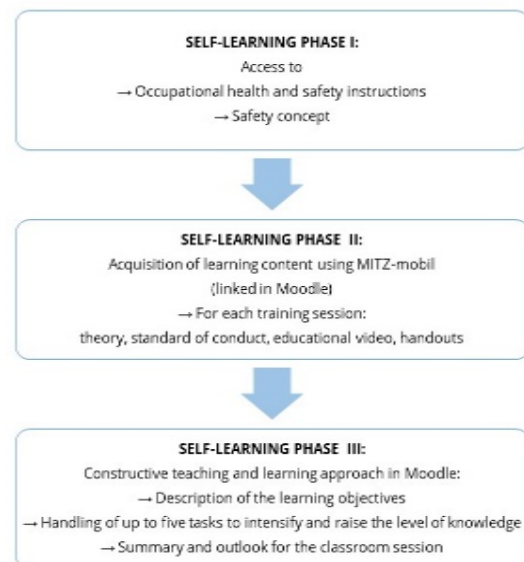 SELF-LEARNING PHASE I:
Access to
→ Occupational health and safety instructions
→ Safety concept
SELF-LEARNING PHASE II:
Acquisition of learning content using MITZ-mobil
(linked in Moodle)
→ For each training session:
theory, standard of conduct, educational video, handouts
SELF-LEARNING PHASE III:
Constructive teaching and learning approach in Moodle:
→ Description of the learning objectives
→ Handling of up to five tasks to intensify and raise the level of knowledge
→ Summary and outlook for the classroom session